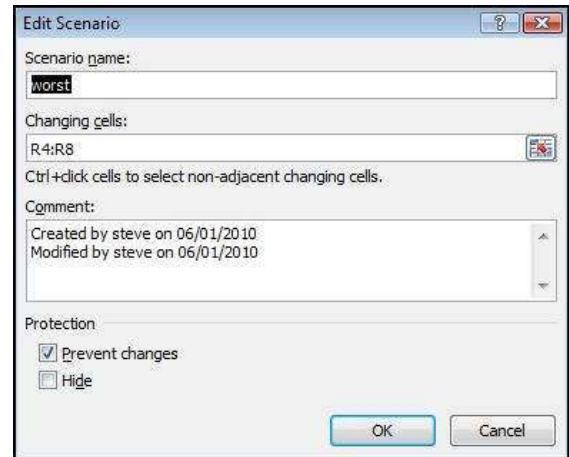 Edit Scenario
Scenario name:
worst
Changing cells:
R4:R8
Ctrl+click cells to select non-adjacent changing cells.
Comment:
Created by steve on 06/01/2010
Modified by steve on 06/01/2010
Protection
Prevent changes
Hide
OK Cancel